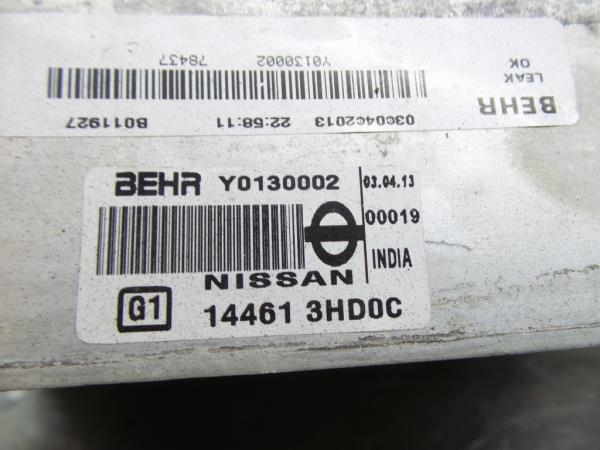 BEHR
LEAK
OK
Y0130002 78437
03C04C2013 22:58:11 B011927
BEHR Y0130002
03.04.13
00019
INDIA
NISSAN
G1 14461 3HD0C